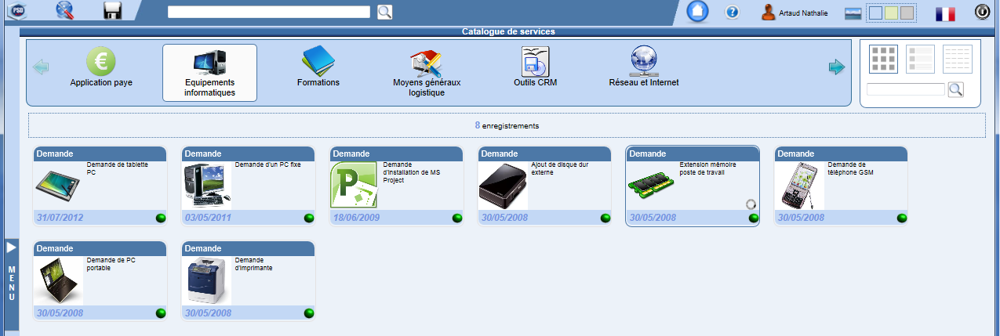 PSD
Artaud Nathalie
Catalogue de services
Application paye
Equipements
informatiques
Formations
Moyens généraux
logistique
Outils CRM
Réseau et Internet
8 enregistrements
Demande
Demande de tablette
PC
31/07/2012
Demande
Demande d'un PC fixe
03/05/2011
Demande
Demande
d'installation de MS
Project
18/06/2009
Demande
Ajout de disque dur
externe
30/05/2008
Demande
Extension mémoire
poste de travail
30/05/2008
Demande
Demande de
téléphone GSM
30/05/2008
MENU
Demande
Demande de PC
portable
30/05/2008
Demande
Demande
d'imprimante
30/05/2008